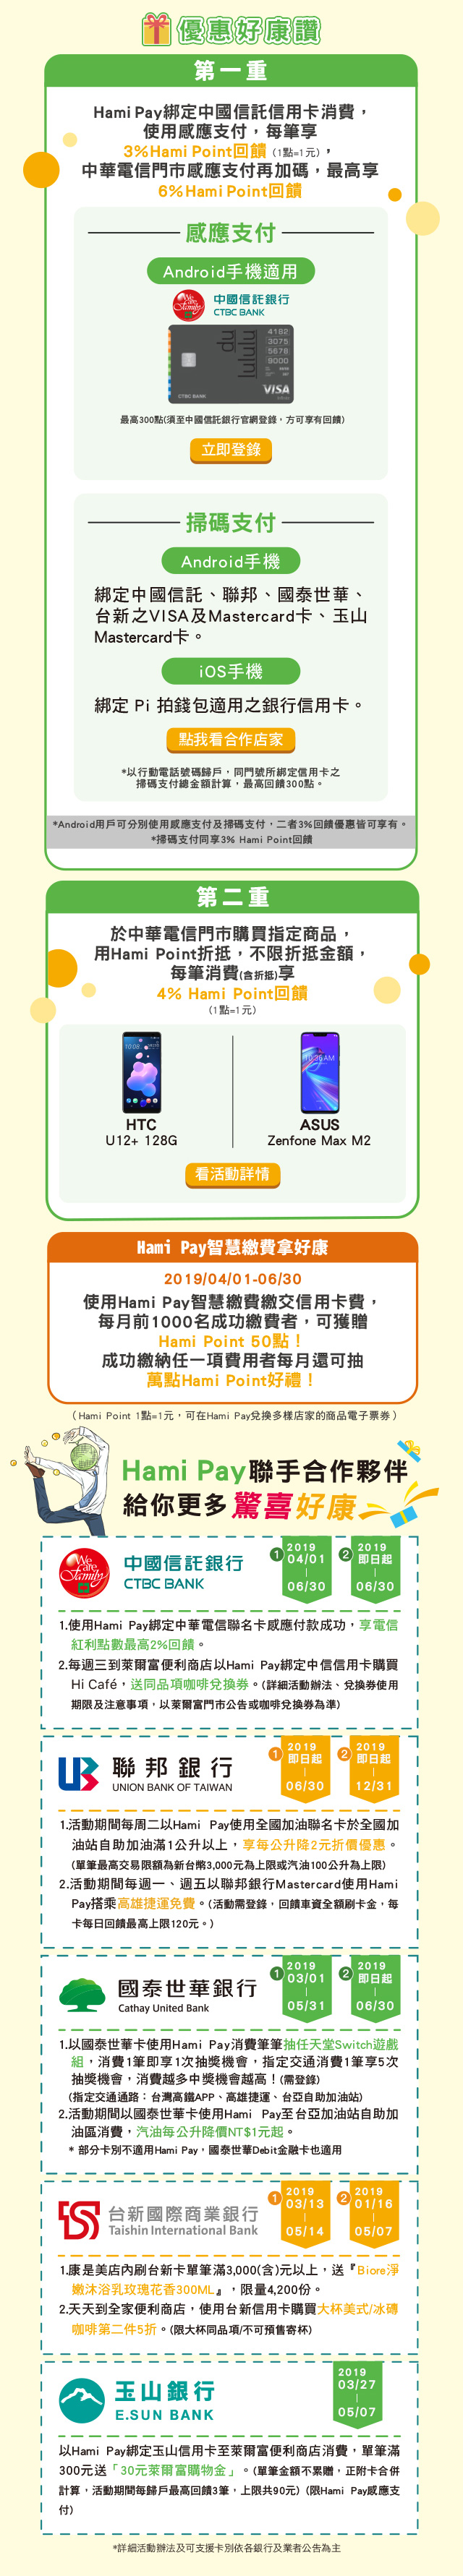 優惠好康讚
第一重
Hami Pay綁定中國信託信用卡消費，
使用感應支付，每筆享
3%Hami Point回饋（1點=1元），
中華電信門市感應支付再加碼，最高享
6%Hami Point回饋
感應支付
Android手機適用
We are Family
中國信託銀行
CTBC BANK
4182
3075
5678
9000
CTBC BANK
VISA
最高300點(須至中國信託銀行官網登錄，方可享有回饋)
立即登錄
掃碼支付
Android手機
綁定中國信託、聯邦、國泰世華、
台新之VISA及Mastercard卡、玉山
Mastercard卡。
iOS手機
綁定 Pi 拍錢包適用之銀行信用卡。
點我看合作店家
*以行動電話號碼歸戶，同門號所綁定信用卡之
掃碼支付總金額計算，最高回饋300點。
*Android用戶可分別使用感應支付及掃碼支付，二者3%回饋優惠皆可享有。
*掃碼支付同享3% Hami Point回饋
第二重
於中華電信門市購買指定商品，
用Hami Point折抵，不限折抵金額，
每筆消費(含折抵)享
4% Hami Point回饋
（1點=1元）
10:08
10:26AM
HTC
U12+ 128G
ASUS
Zenfone Max M2
看活動詳情
Hami Pay智慧繳費拿好康
2019/04/01-06/30
使用Hami Pay智慧繳費繳交信用卡費，
每月前1000名成功繳費者，可獲贈
Hami Point 50點！
成功繳納任一項費用者每月還可抽
萬點Hami Point好禮！
（Hami Point 1點=1元，可在Hami Pay兌換多樣店家的商品電子票券）
Hami Pay聯手合作夥伴
給你更多驚喜好康
We are Family
中國信託銀行
CTBC BANK
1 2019 04/01 | 06/30
2 2019 即日起 | 06/30
1.使用Hami Pay綁定中華電信聯名卡感應付款成功，享電信
紅利點數最高2%回饋。
2.每週三到萊爾富便利商店以Hami Pay綁定中信信用卡購買
Hi Café，送同品項咖啡兌換券。(詳細活動辦法、兌換券使用
期限及注意事項，以萊爾富門市公告或咖啡兌換券為準)
聯邦銀行
UNION BANK OF TAIWAN
1 2019 即日起 | 06/30
2 2019 即日起 | 12/31
1.活動期間每周二以Hami Pay使用全國加油聯名卡於全國加
油站自助加油滿1公升以上，享每公升降2元折價優惠。
(單筆最高交易限額為新台幣3,000元為上限或汽油100公升為上限)
2.活動期間每週一、週五以聯邦銀行Mastercard使用Hami
Pay搭乘高雄捷運免費。(活動需登錄，回饋車資全額刷卡金，每
卡每日回饋最高上限120元。)
國泰世華銀行
Cathay United Bank
1 2019 03/01 | 05/31
2 2019 即日起 | 06/30
1.以國泰世華卡使用Hami Pay消費筆筆抽任天堂Switch遊戲
組，消費1筆即享1次抽獎機會，指定交通消費1筆享5次
抽獎機會，消費越多中獎機會越高！(需登錄)
(指定交通通路：台灣高鐵APP、高雄捷運、台亞自助加油站)
2.活動期間以國泰世華卡使用Hami Pay至台亞加油站自助加
油區消費，汽油每公升降價NT$1元起。
* 部分卡別不適用Hami Pay，國泰世華Debit金融卡也適用
台新國際商業銀行
Taishin International Bank
1 2019 03/13 | 05/14
2 2019 01/16 | 05/07
1.康是美店內刷台新卡單筆滿3,000(含)元以上，送『Biore淨
嫩沐浴乳玫瑰花香300ML』，限量4,200份。
2.天天到全家便利商店，使用台新信用卡購買大杯美式/冰磚
咖啡第二件5折。(限大杯同品項/不可預售寄杯)
玉山銀行
E.SUN BANK
2019 03/27 | 05/07
以Hami Pay綁定玉山信用卡至萊爾富便利商店消費，單筆滿
300元送「30元萊爾富購物金」。(單筆金額不累贈，正附卡合併
計算，活動期間每歸戶最高回饋3筆，上限共90元) (限Hami Pay感應支
付)
*詳細活動辦法及可支援卡別依各銀行及業者公告為主